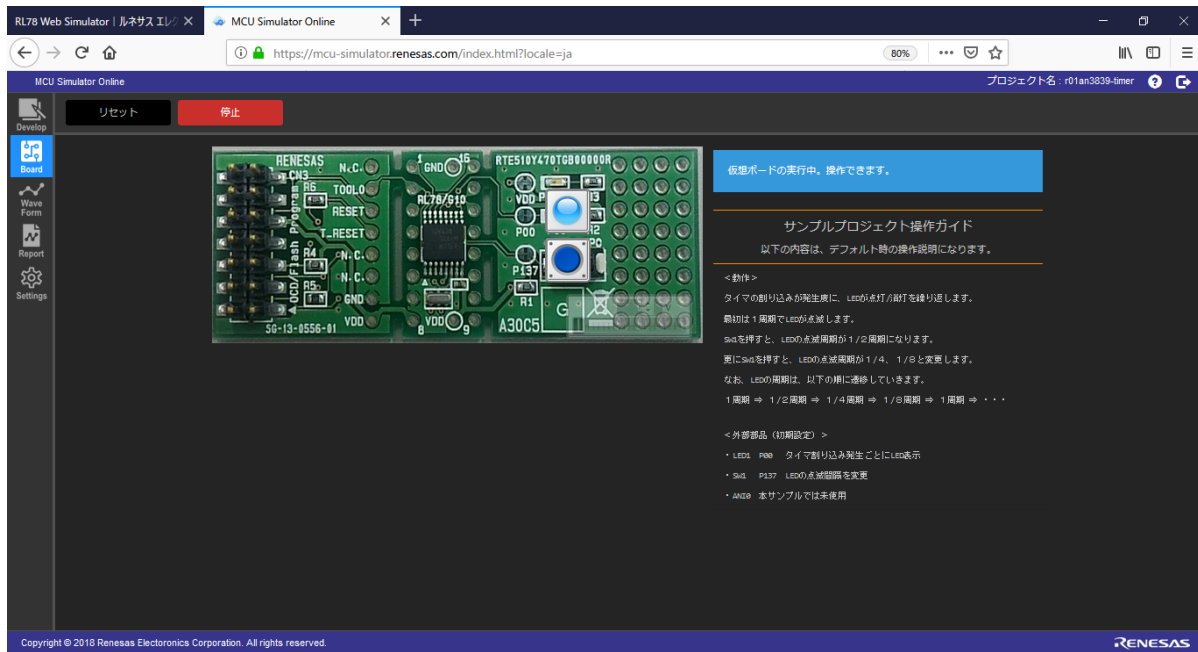 RL78 Web Simulator | ルネサス エレク
MCU Simulator Online
https://mcu-simulator.renesas.com/index.html?locale=ja
80%
MCU Simulator Online
プロジェクト名 : r01an3839-timer
Develop
リセット
停止
Board
Wave
Form
Report
Settings
RENESAS
CN3
N.C.
R6
TOOL0
RESET
T_RESET
R4
N.C.
N.C.
R5
GND
VDD
OCD/Flash Program
SG-13-0556-01
1
GND
16
RL78/G10
8
VDD
9
RTE510Y470TGB00000R
VDD
P00
P137
R1
A30C5
G
仮想ボードの実行中。操作できます。
サンプルプロジェクト操作ガイド
以下の内容は、デフォルト時の操作説明になります。
<動作>
タイマの割り込みが発生度に、LEDが点灯/消灯を繰り返します。
最初は1周期でLEDが点滅します。
SW1を押すと、LEDの点滅周期が1/2周期になります。
更にSW1を押すと、LEDの点滅周期が1/4、1/8と変更します。
なお、LEDの周期は、以下の順に遷移していきます。
1周期 ⇒ 1/2周期 ⇒ 1/4周期 ⇒ 1/8周期 ⇒ 1周期 ⇒ ・・・
<外部部品（初期設定）>
・LED1 P00 タイマ割り込み発生ごとにLED表示
・SW1 P137 LEDの点滅間隔を変更
・ANI0 本サンプルでは未使用
Copyright © 2018 Renesas Electoronics Corporation. All rights reserved.
RENESAS